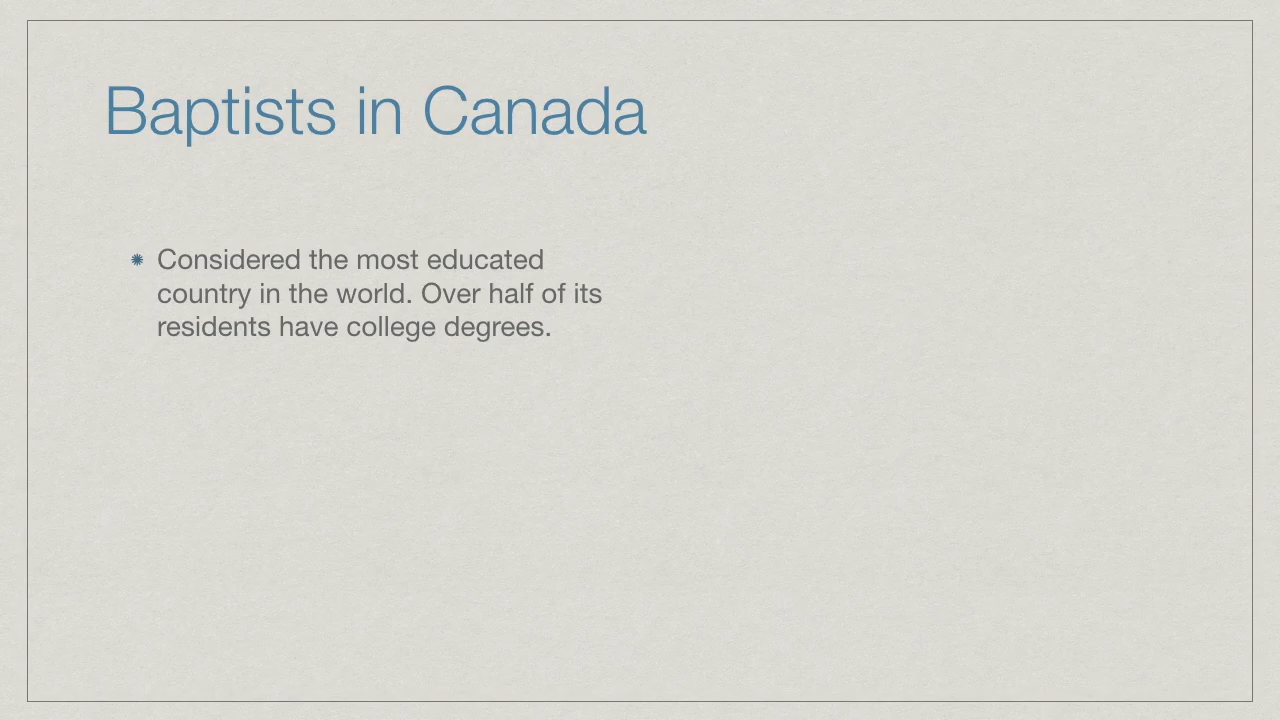 Baptists in Canada
Considered the most educated
country in the world. Over half of its
residents have college degrees.